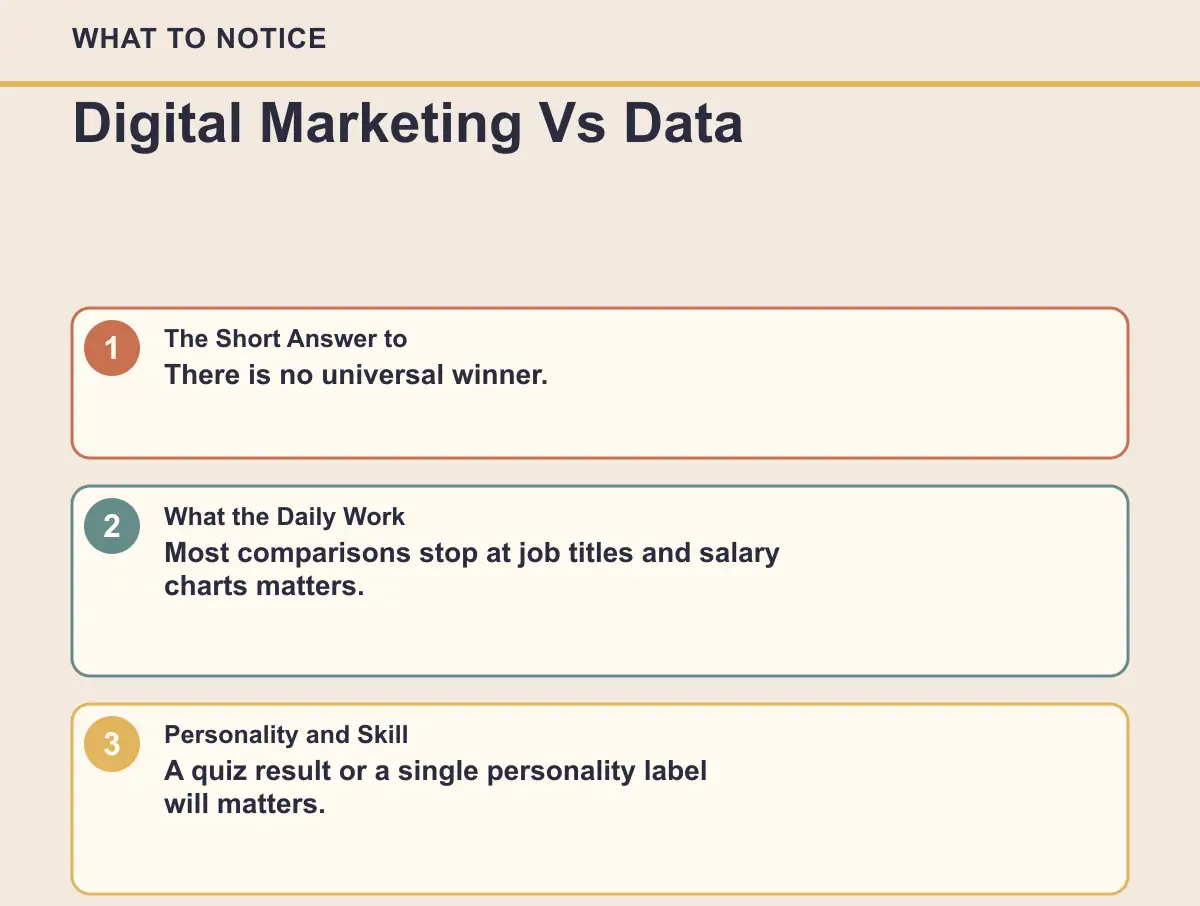 WHAT TO NOTICE
Digital Marketing Vs Data
1
The Short Answer to
There is no universal winner.
2
What the Daily Work
Most comparisons stop at job titles and salary
charts matters.
3
Personality and Skill
A quiz result or a single personality label
will matters.